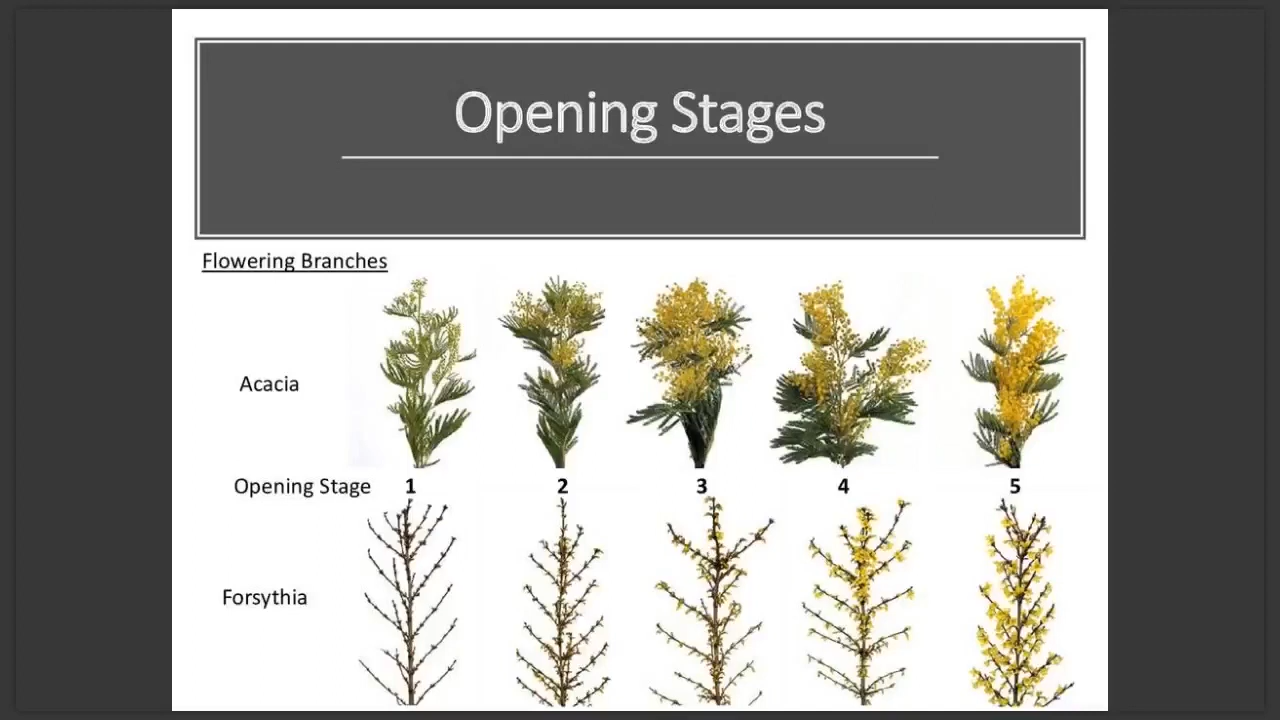 Opening Stages
Flowering Branches
Acacia
Opening Stage 1 2 3 4 5
Forsythia